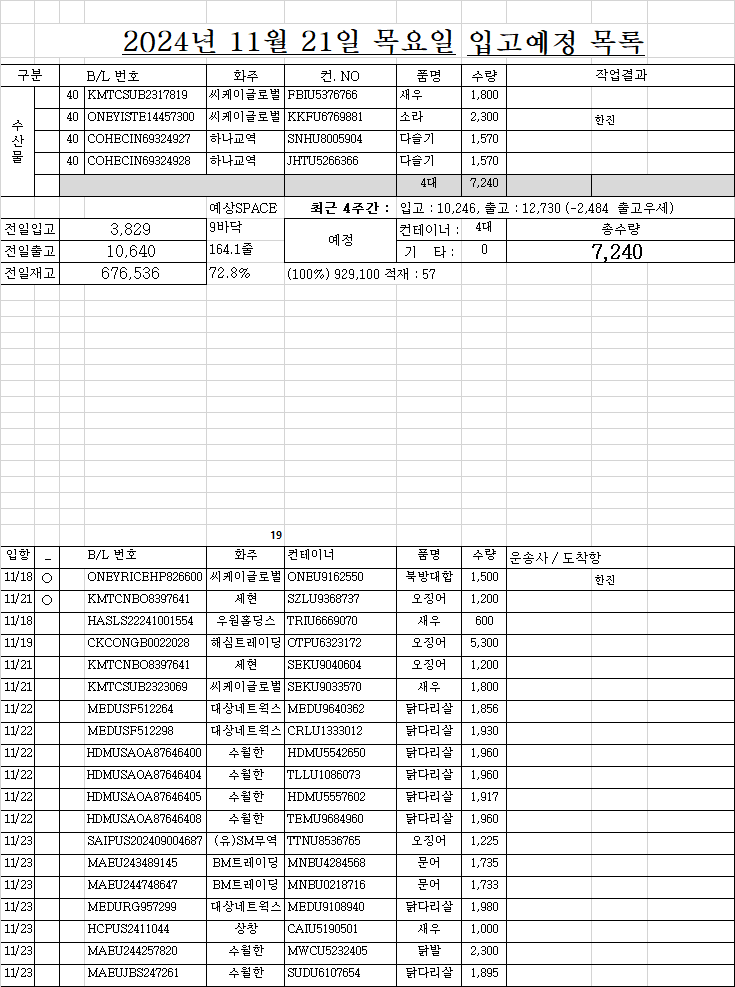 2024년 11월 21일 목요일 입고예정 목록
구분 B/L 번호 화주 컨. NO 품명 수량 작업결과
수산물
40 KMTCSUB2317819 씨케이글로벌 FBIU5376766 새우 1,800
40 ONEYISTE14457300 씨케이글로벌 KKFU6769881 소라 2,300 한진
40 COHECIN69324927 하나교역 SNHU8005904 다슬기 1,570
40 COHECIN69324928 하나교역 JHTU5266366 다슬기 1,570
4대 7,240
예상SPACE 최근 4주간 : 입고 : 10,246, 출고 : 12,730 (-2,484 출고우세)
전일입고 3,829 9바닥 예정 컨테이너 : 4대 총수량
전일출고 10,640 164.1줄 기 타 : 0 7,240
전일재고 676,536 72.8% (100%) 929,100 적재 : 57
19
입항 _ B/L 번호 화주 컨테이너 품명 수량 운송사 / 도착항
11/18 ○ ONEYRICEHP826600 씨케이글로벌 ONEU9162550 북방대합 1,500 한진
11/21 ○ KMTCNBO8397641 세현 SZLU9368737 오징어 1,200
11/18 HASLS22241001554 우원홀딩스 TRIU6669070 새우 600
11/19 CKCONGB0022028 해심트레이딩 OTPU6323172 오징어 5,300
11/21 KMTCNBO8397641 세현 SEKU9040604 오징어 1,200
11/21 KMTCSUB2323069 씨케이글로벌 SEKU9033570 새우 1,800
11/22 MEDUSF512264 대상네트웍스 MEDU9640362 닭다리살 1,856
11/22 MEDUSF512298 대상네트웍스 CRLU1333012 닭다리살 1,930
11/22 HDMUSAOA87646400 수월한 HDMU5542650 닭다리살 1,960
11/22 HDMUSAOA87646404 수월한 TLLU1086073 닭다리살 1,960
11/22 HDMUSAOA87646405 수월한 HDMU5557602 닭다리살 1,917
11/22 HDMUSAOA87646408 수월한 TEMU9684960 닭다리살 1,960
11/23 SAIPUS202409004687 (유)SM무역 TTNU8536765 오징어 1,225
11/23 MAEU243489145 BM트레이딩 MNBU4284568 문어 1,735
11/23 MAEU244748647 BM트레이딩 MNBU0218716 문어 1,733
11/23 MEDURG957299 대상네트웍스 MEDU9108940 닭다리살 1,980
11/23 HCPUS2411044 상창 CAIU5190501 새우 1,000
11/23 MAEU244257820 수월한 MWCU5232405 닭발 2,300
11/23 MAEUJBS247261 수월한 SUDU6107654 닭다리살 1,895